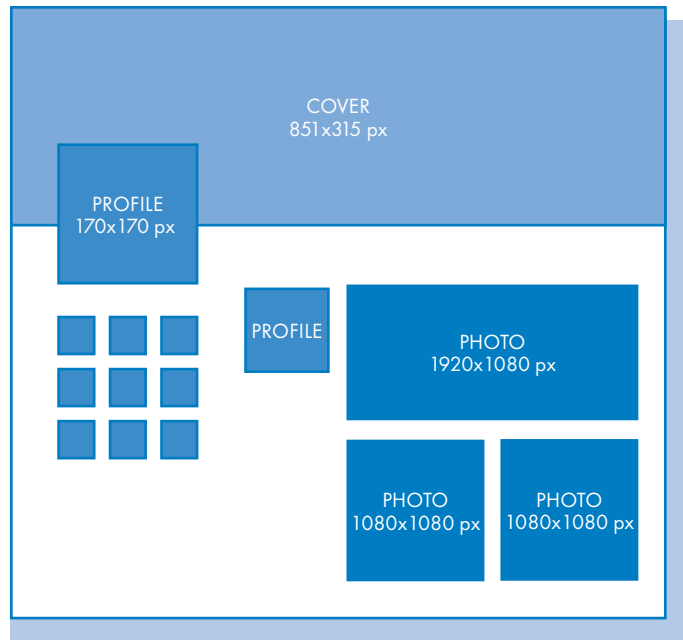 COVER
851x315 px
PROFILE
170x170 px
PROFILE
PHOTO
1920x1080 px
PHOTO
1080x1080 px
PHOTO
1080x1080 px